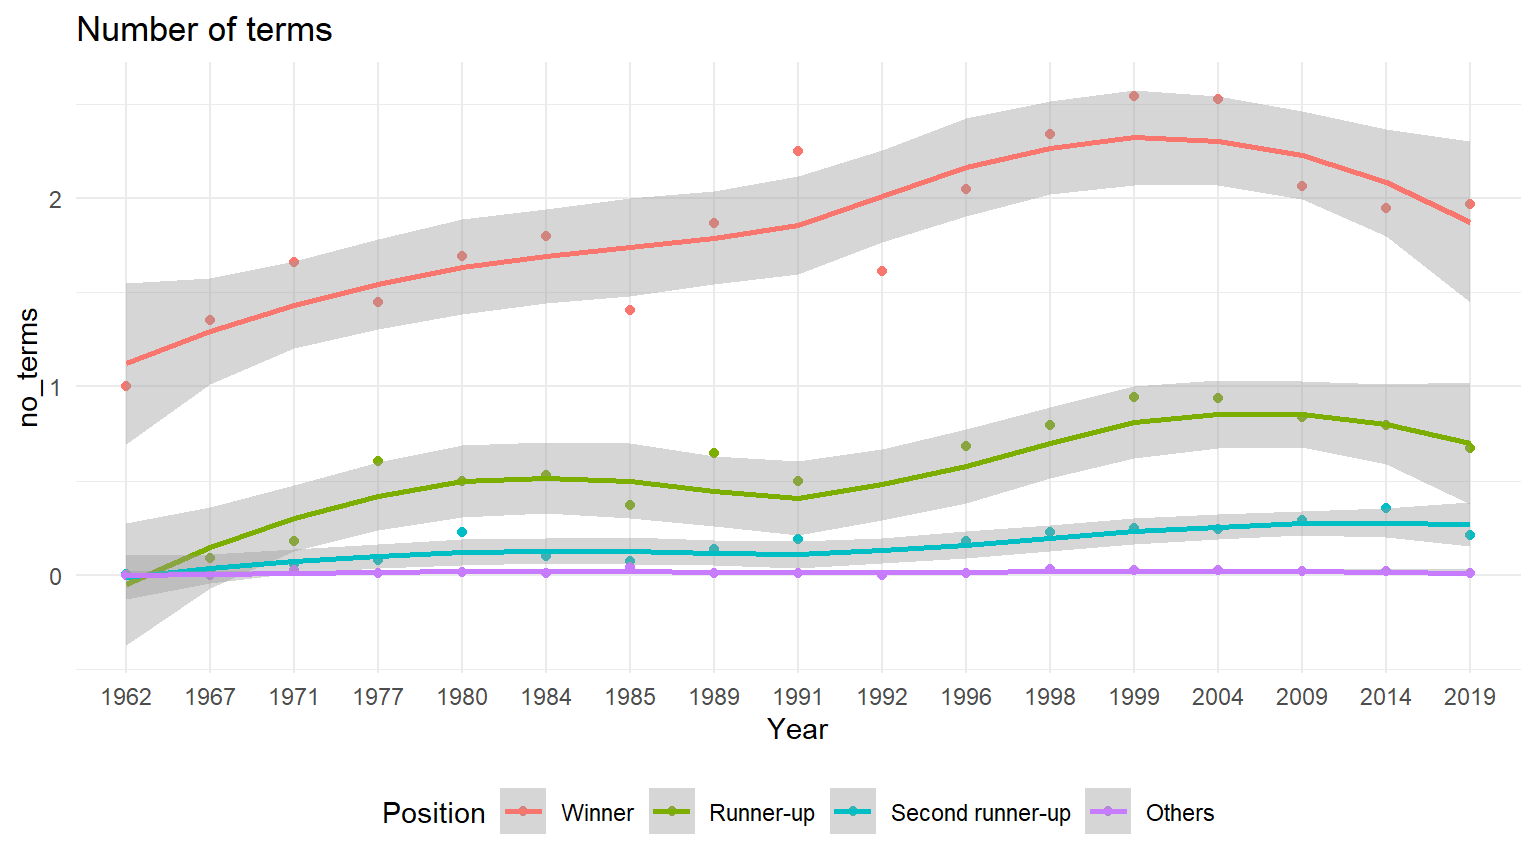 Number of terms
no_terms
2
1
0
1962 1967 1971 1977 1980 1984 1985 1989 1991 1992 1996 1998 1999 2004 2009 2014 2019
Year
Position Winner Runner-up Second runner-up Others